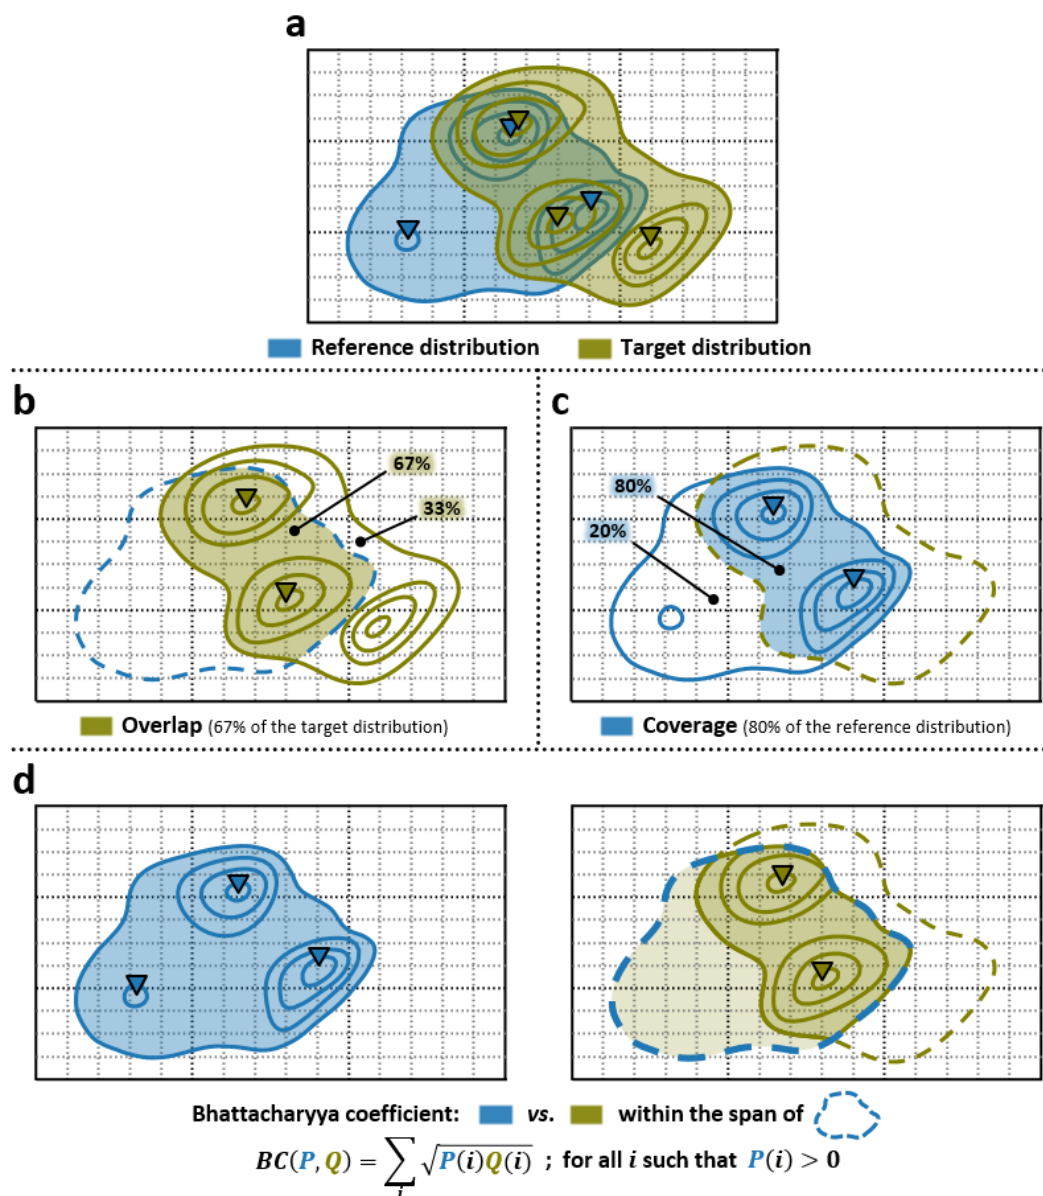 a
Reference distribution Target distribution
b
c
67%
33%
80%
20%
Overlap (67% of the target distribution)
Coverage (80% of the reference distribution)
d
Bhattacharyya coefficient: vs. within the span of
BC(P, Q) = ∑ √P(i)Q(i) ; for all i such that P(i) > 0
i